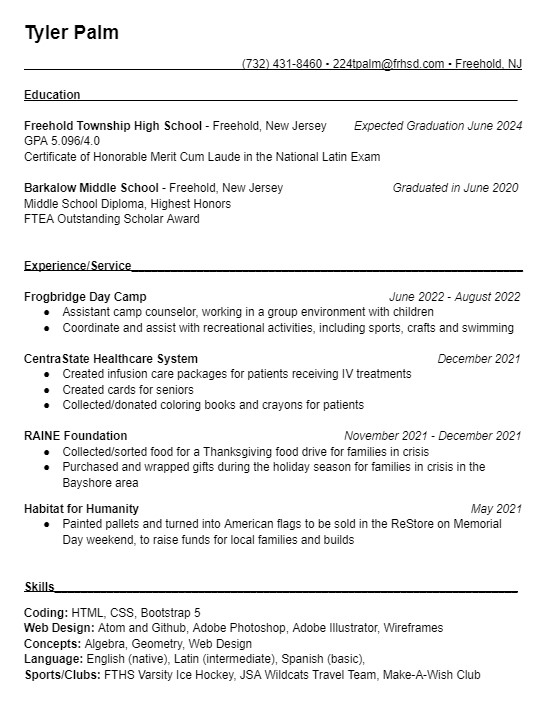 Tyler Palm
(732) 431-8460 • 224tpalm@frhsd.com • Freehold, NJ
Education
Freehold Township High School - Freehold, New Jersey Expected Graduation June 2024
GPA 5.096/4.0
Certificate of Honorable Merit Cum Laude in the National Latin Exam
Barkalow Middle School - Freehold, New Jersey Graduated in June 2020
Middle School Diploma, Highest Honors
FTEA Outstanding Scholar Award
Experience/Service
Frogbridge Day Camp June 2022 - August 2022
● Assistant camp counselor, working in a group environment with children
● Coordinate and assist with recreational activities, including sports, crafts and swimming
CentraState Healthcare System December 2021
● Created infusion care packages for patients receiving IV treatments
● Created cards for seniors
● Collected/donated coloring books and crayons for patients
RAINE Foundation November 2021 - December 2021
● Collected/sorted food for a Thanksgiving food drive for families in crisis
● Purchased and wrapped gifts during the holiday season for families in crisis in the
Bayshore area
Habitat for Humanity May 2021
● Painted pallets and turned into American flags to be sold in the ReStore on Memorial
Day weekend, to raise funds for local families and builds
Skills
Coding: HTML, CSS, Bootstrap 5
Web Design: Atom and Github, Adobe Photoshop, Adobe Illustrator, Wireframes
Concepts: Algebra, Geometry, Web Design
Language: English (native), Latin (intermediate), Spanish (basic),
Sports/Clubs: FTHS Varsity Ice Hockey, JSA Wildcats Travel Team, Make-A-Wish Club